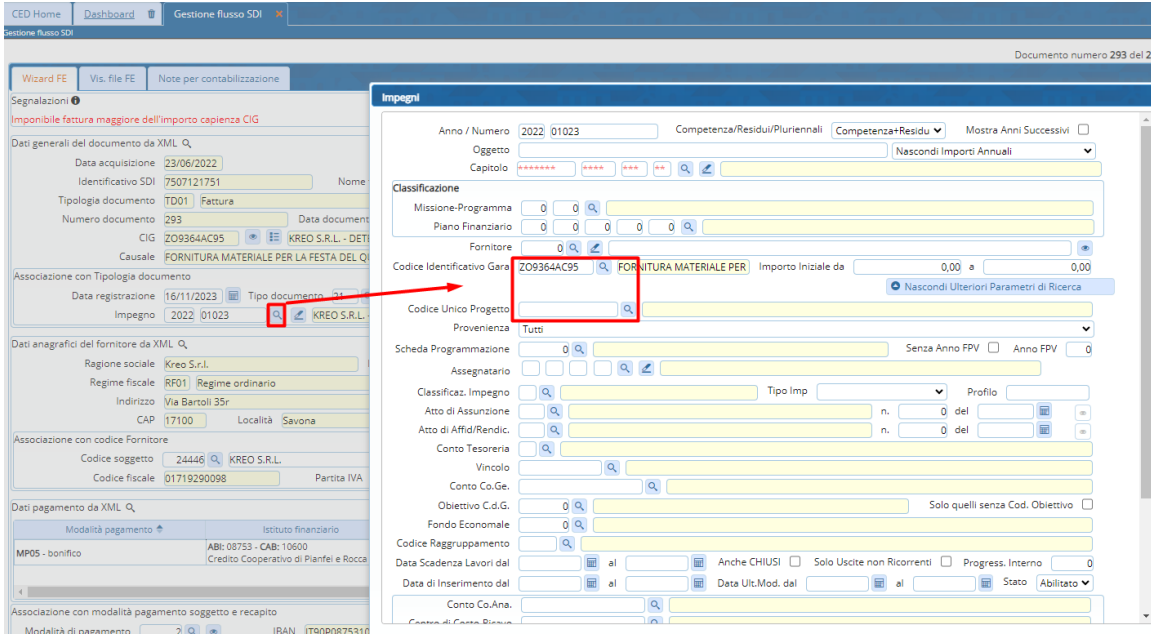 CED Home Dashboard Gestione flusso SDI ×
Gestione flusso SDI
Documento numero 293 del 2
Wizard FE Vis. file FE Note per contabilizzazione
Segnalazioni
Imponibile fattura maggiore dell'importo capienza CIG
Dati generali del documento da XML
Data acquisizione 23/06/2022
Identificativo SDI 7507121751 Nome
Tipologia documento TD01 Fattura
Numero documento 293 Data document
CIG ZO9364AC95 KREO S.R.L. - DETE
Causale FORNITURA MATERIALE PER LA FESTA DEL QU
Associazione con Tipologia documento
Data registrazione 16/11/2023 Tipo documento 21
Impegno 2022 01023 KREO S.R.L. -
Dati anagrafici del fornitore da XML
Ragione sociale Kreo S.r.l.
Regime fiscale RF01 Regime ordinario
Indirizzo Via Bartoli 35r
CAP 17100 Località Savona
Associazione con codice Fornitore
Codice soggetto 24446 KREO S.R.L.
Codice fiscale 01719290098 Partita IVA
Dati pagamento da XML
Modalità pagamento Istituto finanziario
MP05 - bonifico ABI: 08753 - CAB: 10600
Credito Cooperativo di Pianfei e Rocca
Associazione con modalità pagamento soggetto e recapito
Modalità di pagamento 2 IBAN IT90P0875310
Impegni
Anno / Numero 2022 01023 Competenza/Residui/Pluriennali Competenza+Residu Mostra Anni Successivi
Oggetto Nascondi Importi Annuali
Capitolo ******* **** *** **
Classificazione
Missione-Programma 0 0
Piano Finanziario 0 0 0 0 0
Fornitore 0
Codice Identificativo Gara ZO9364AC95 FORNITURA MATERIALE PER Importo Iniziale da 0,00 a 0,00
Nascondi Ulteriori Parametri di Ricerca
Codice Unico Progetto
Provenienza Tutti
Scheda Programmazione 0 Senza Anno FPV Anno FPV 0
Assegnatario
Classificaz. Impegno Tipo Imp Profilo
Atto di Assunzione n. 0 del
Atto di Affid/Rendic. n. 0 del
Conto Tesoreria
Vincolo
Conto Co.Ge.
Obiettivo C.d.G. 0 Solo quelli senza Cod. Obiettivo
Fondo Economale 0
Codice Raggruppamento
Data Scadenza Lavori dal al Anche CHIUSI Solo Uscite non Ricorrenti Progress. Interno 0
Data di Inserimento dal al Data Ult.Mod. dal al Stato Abilitato
Conto Co.Ana.
Centro di Costo Ricavo